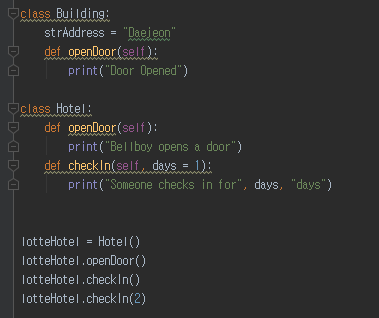 class Building:
    strAddress = "Daejeon"
    def openDoor(self):
        print("Door Opened")

class Hotel:
    def openDoor(self):
        print("Bellboy opens a door")
    def checkIn(self, days = 1):
        print("Someone checks in for", days, "days")


lotteHotel = Hotel()
lotteHotel.openDoor()
lotteHotel.checkIn()
lotteHotel.checkIn(2)